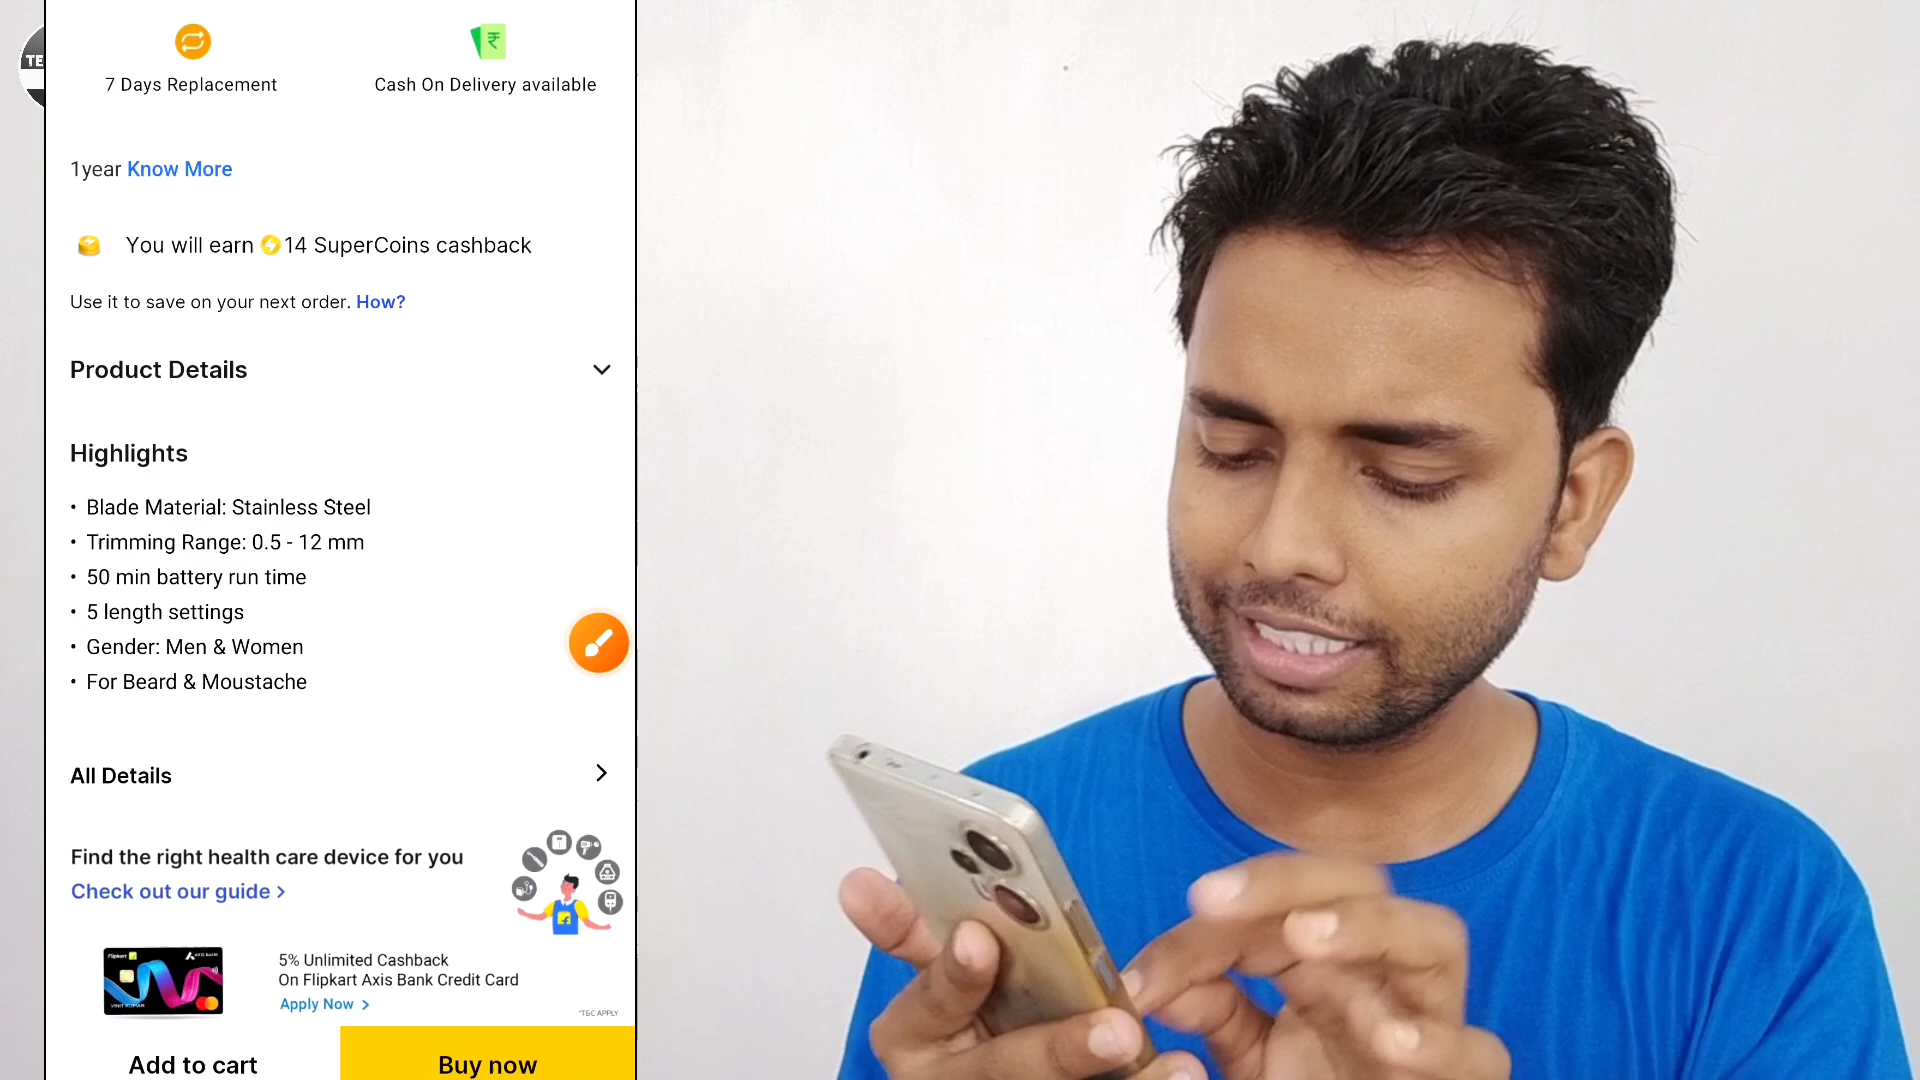 TE
7 Days Replacement
Cash On Delivery available
1year Know More
You will earn 14 SuperCoins cashback
Use it to save on your next order. How?
Product Details
Highlights
• Blade Material: Stainless Steel
• Trimming Range: 0.5 - 12 mm
• 50 min battery run time
• 5 length settings
• Gender: Men & Women
• For Beard & Moustache
All Details
Find the right health care device for you
Check out our guide >
Flipkart
AXIS BANK
5% Unlimited Cashback
On Flipkart Axis Bank Credit Card
Apply Now >
*T&C APPLY
Add to cart
Buy now